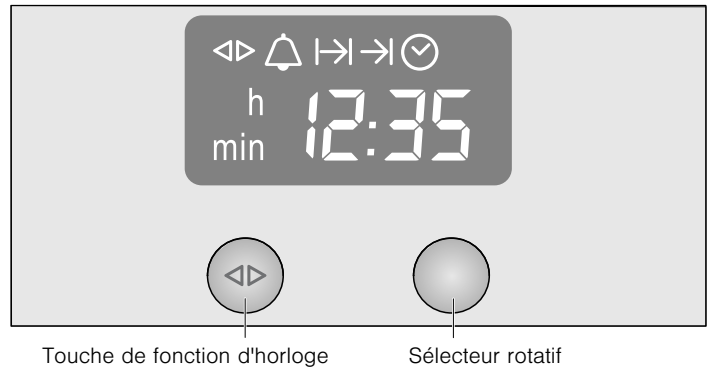 h
min
12:35
Touche de fonction d'horloge
Sélecteur rotatif